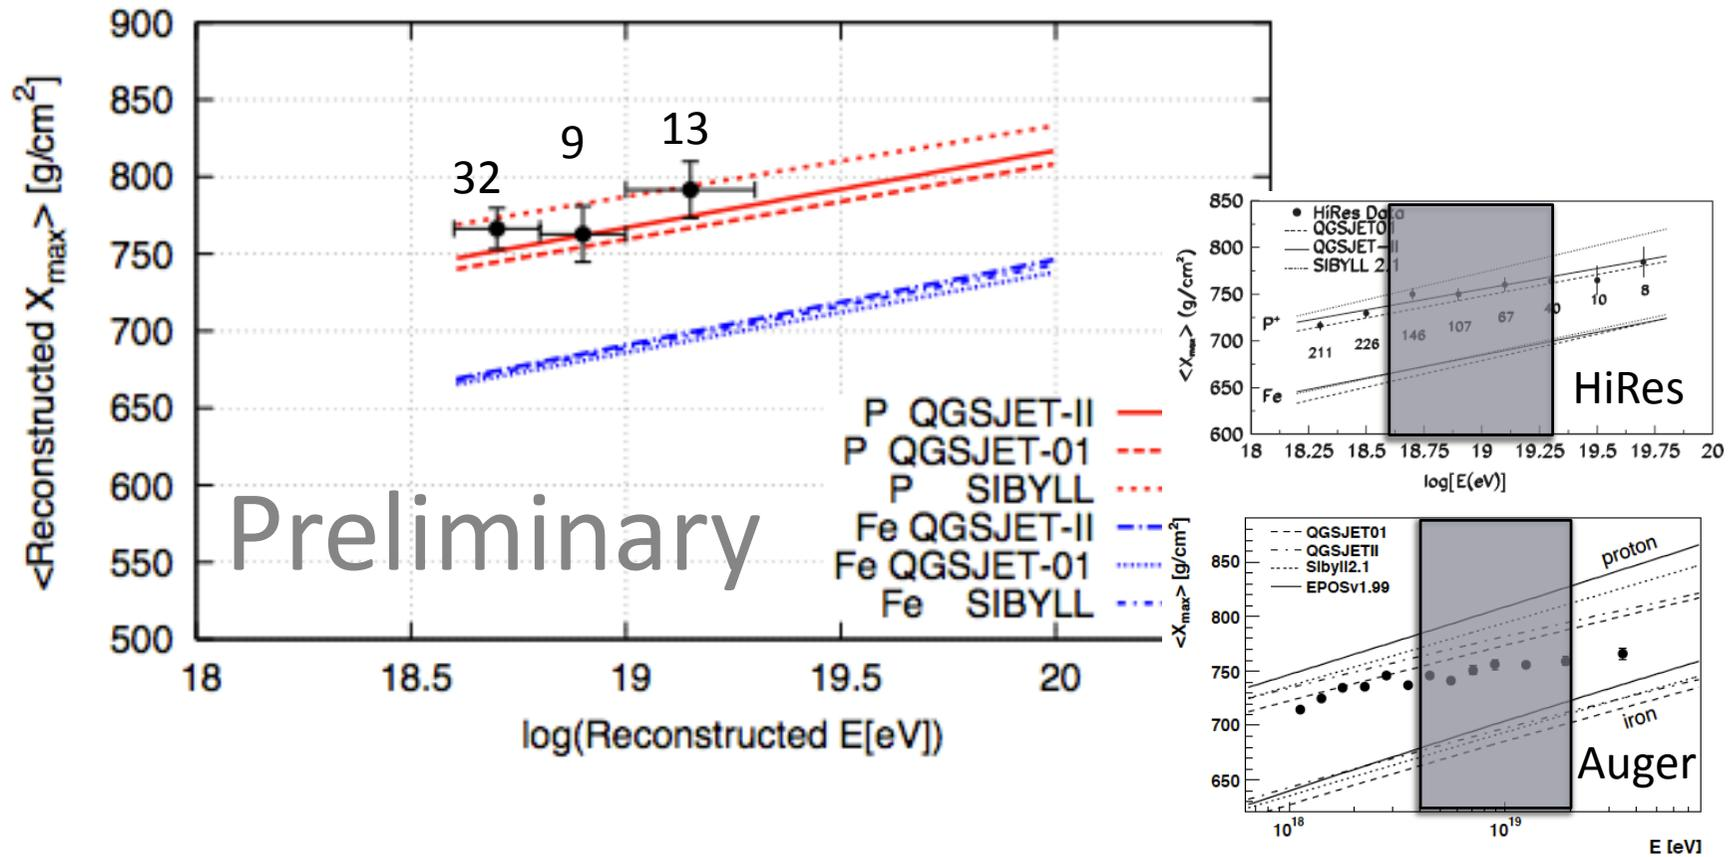 900
850
800
750
700
650
600
550
500
<Reconstructed Xmax> [g/cm2]
32
9
13
P QGSJET-II
P QGSJET-01
P SIBYLL
Fe QGSJET-II
Fe QGSJET-01
Fe SIBYLL
Preliminary
18
18.5
19
19.5
20
log(Reconstructed E[eV])
850
800
750
700
650
600
<Xmax> (g/cm2)
HiRes Data
QGSJET01
QGSJET-II
SIBYLL 2.1
P+
Fe
211
226
146
107
67
40
10
8
HiRes
18
18.25
18.5
18.75
19
19.25
19.5
19.75
20
log[E(eV)]
850
800
750
700
650
<Xmax> [g/cm2]
QGSJET01
QGSJETII
Sibyll2.1
EPOSv1.99
proton
iron
Auger
1018
1019
E [eV]